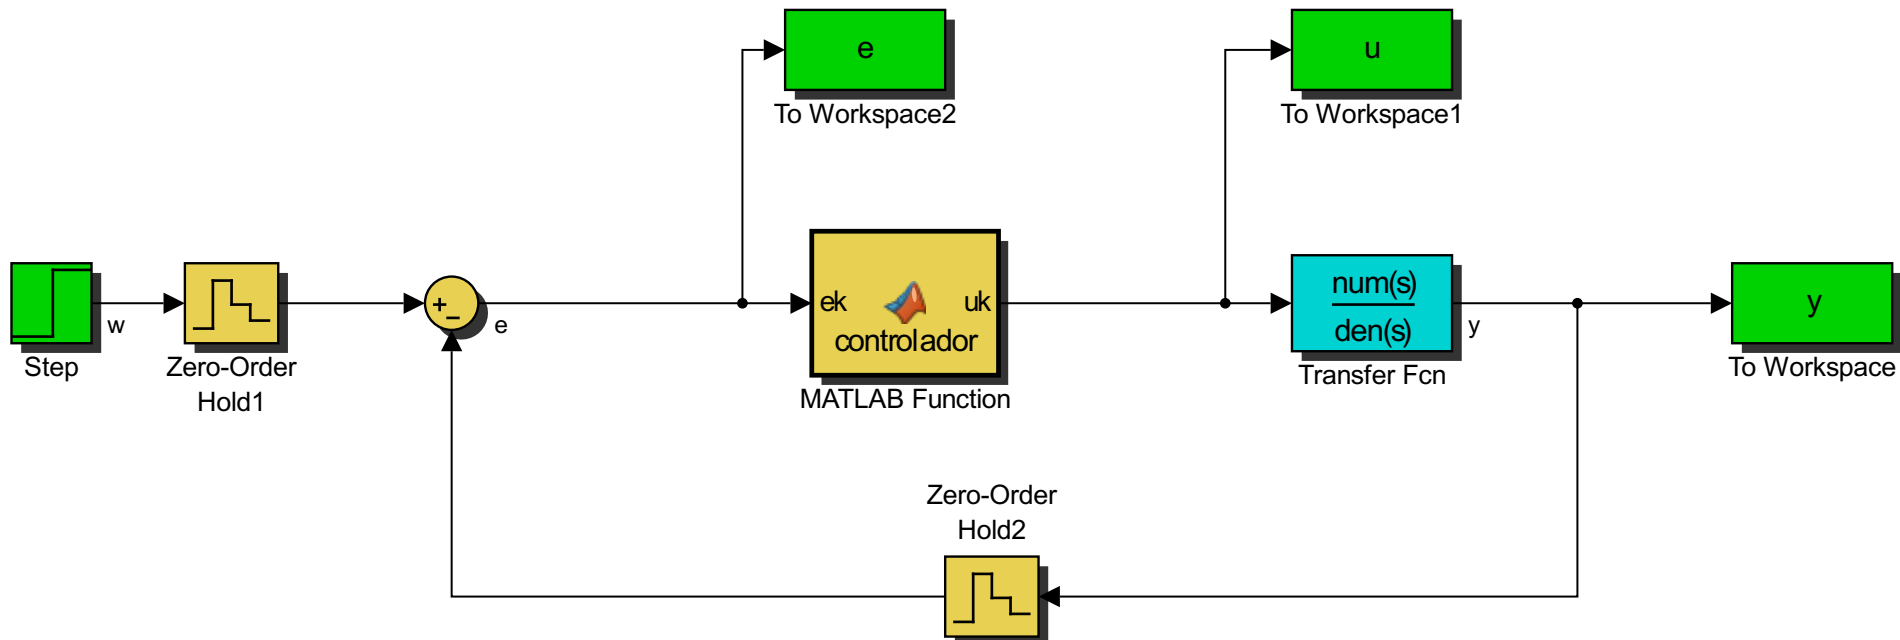 e
To Workspace2
u
To Workspace1
w
Step
Zero-Order
Hold1
+
−
e
ek
uk
controlador
MATLAB Function
num(s)
den(s)
Transfer Fcn
y
y
To Workspace
Zero-Order
Hold2